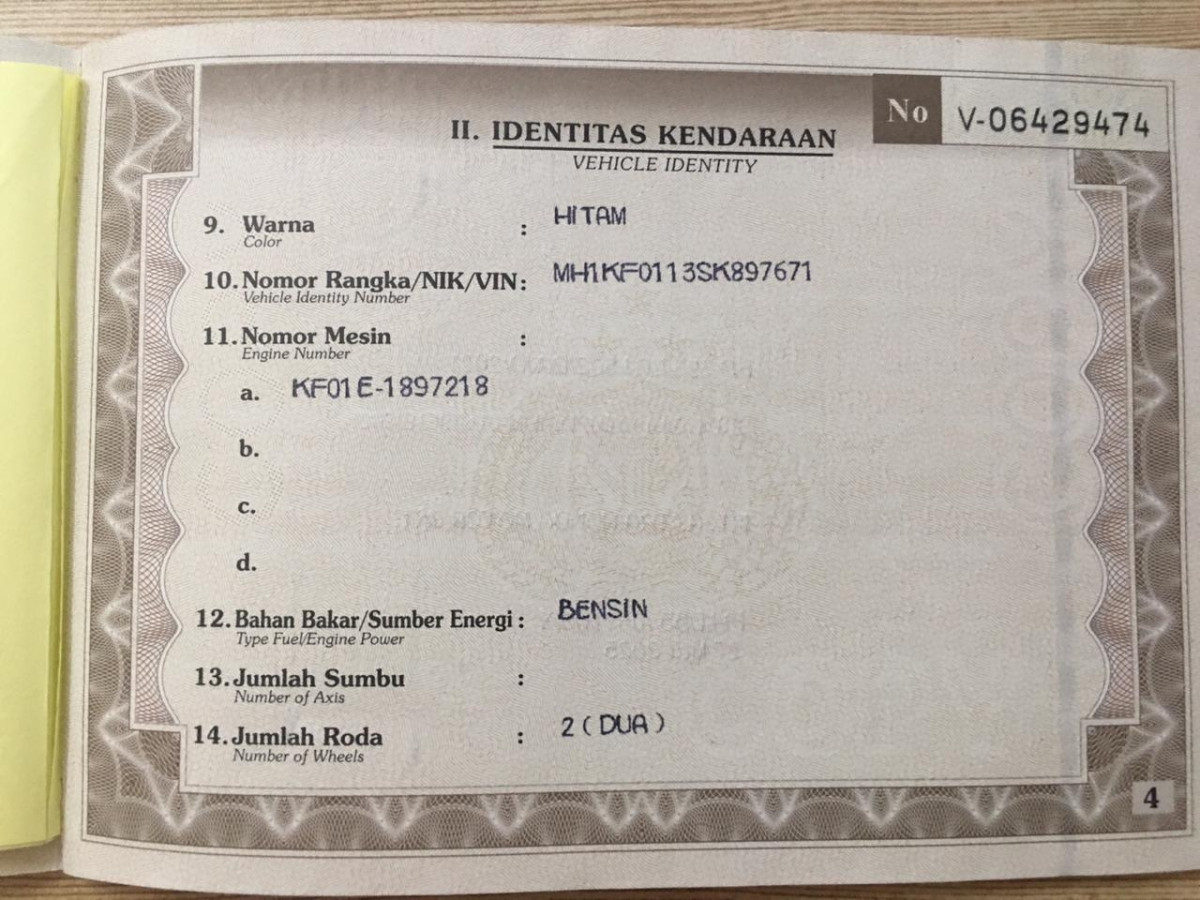 No V-06429474
II. IDENTITAS KENDARAAN
VEHICLE IDENTITY
9. Warna : HITAM
Color
10. Nomor Rangka/NIK/VIN: MH1KF0113SK897671
Vehicle Identity Number
11. Nomor Mesin :
Engine Number
a. KF01E-1897218
b.
c.
d.
12. Bahan Bakar/Sumber Energi : BENSIN
Type Fuel/Engine Power
13. Jumlah Sumbu :
Number of Axis
14. Jumlah Roda : 2 ( DUA )
Number of Wheels
4